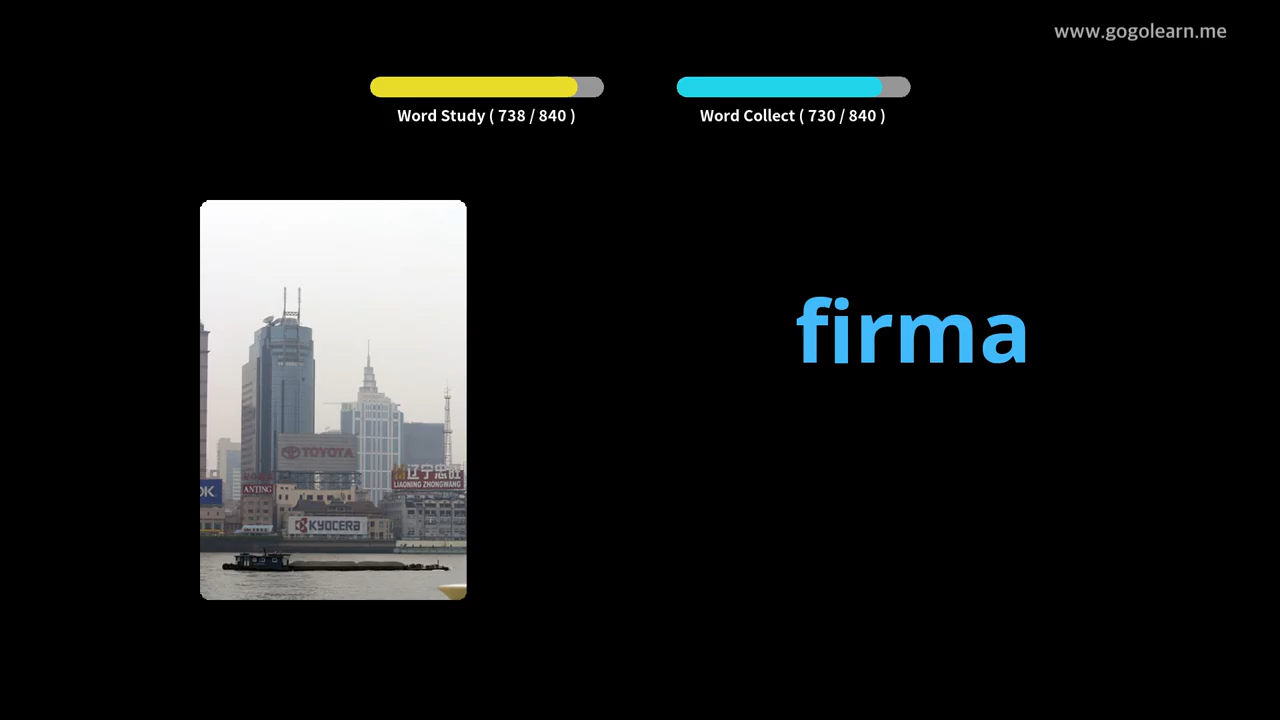 www.gogolearn.me
Word Study ( 738 / 840 )
Word Collect ( 730 / 840 )
firma
TOYOTA
辽宁忠旺
LIAONING ZHONGWANG
ANTING
OK
KYOCERA